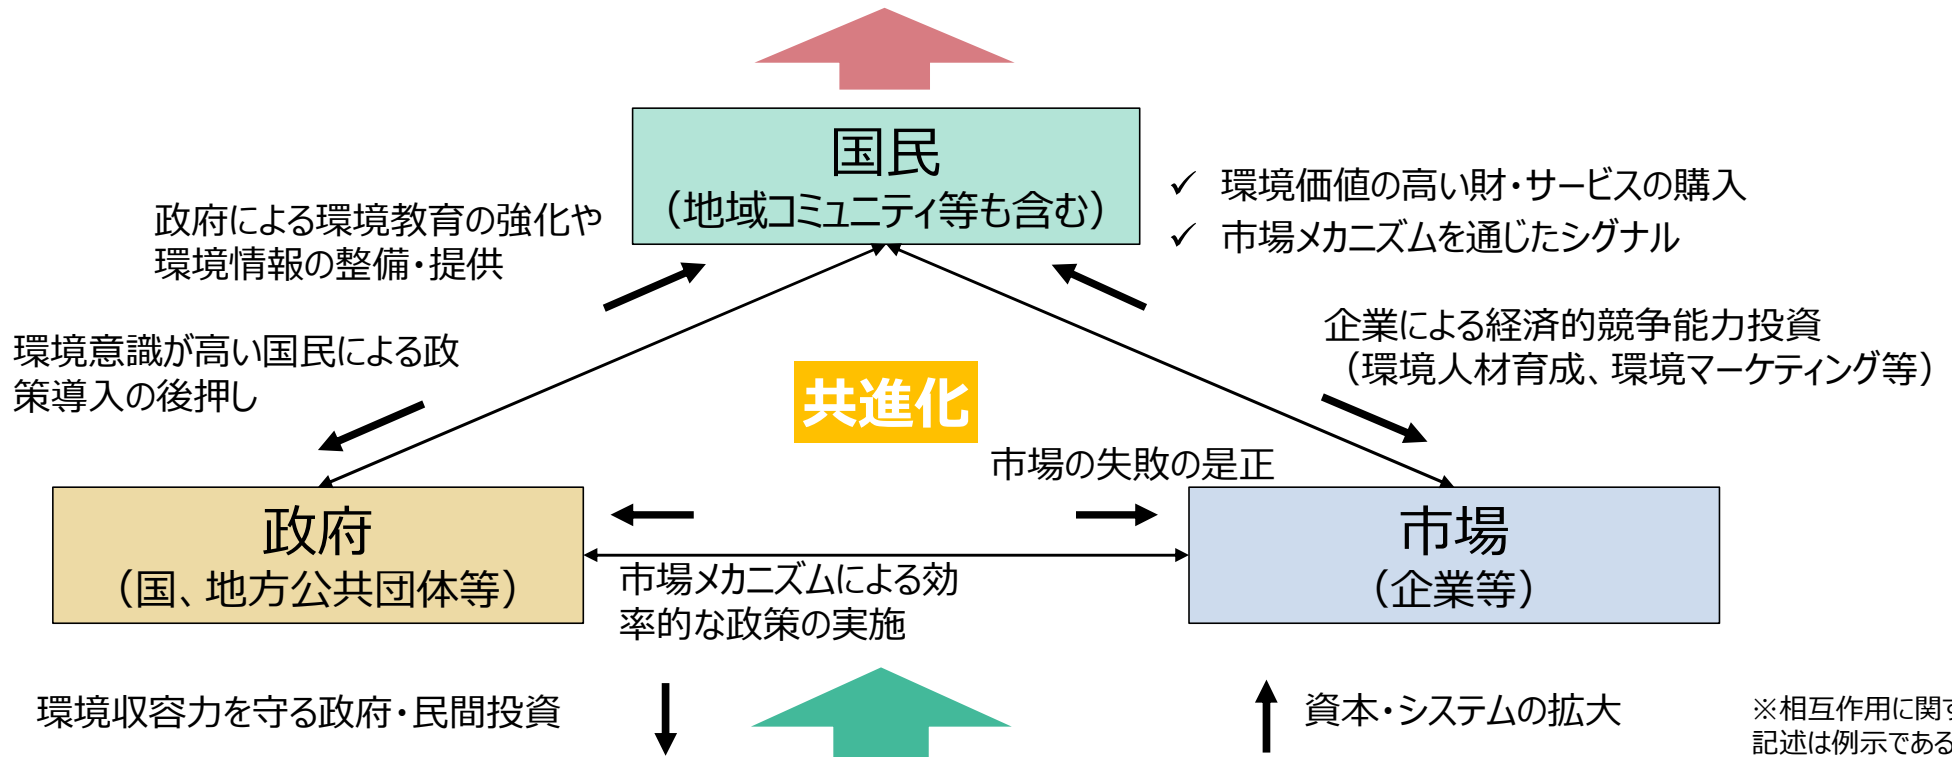 国民
（地域コミュニティ等も含む）
✓ 環境価値の高い財・サービスの購入
✓ 市場メカニズムを通じたシグナル
政府による環境教育の強化や
環境情報の整備・提供
環境意識が高い国民による政
策導入の後押し
企業による経済的競争能力投資
（環境人材育成、環境マーケティング等）
共進化
市場の失敗の是正
政府
（国、地方公共団体等）
市場
（企業等）
市場メカニズムによる効
率的な政策の実施
環境収容力を守る政府・民間投資
資本・システムの拡大
※相互作用に関す
記述は例示である